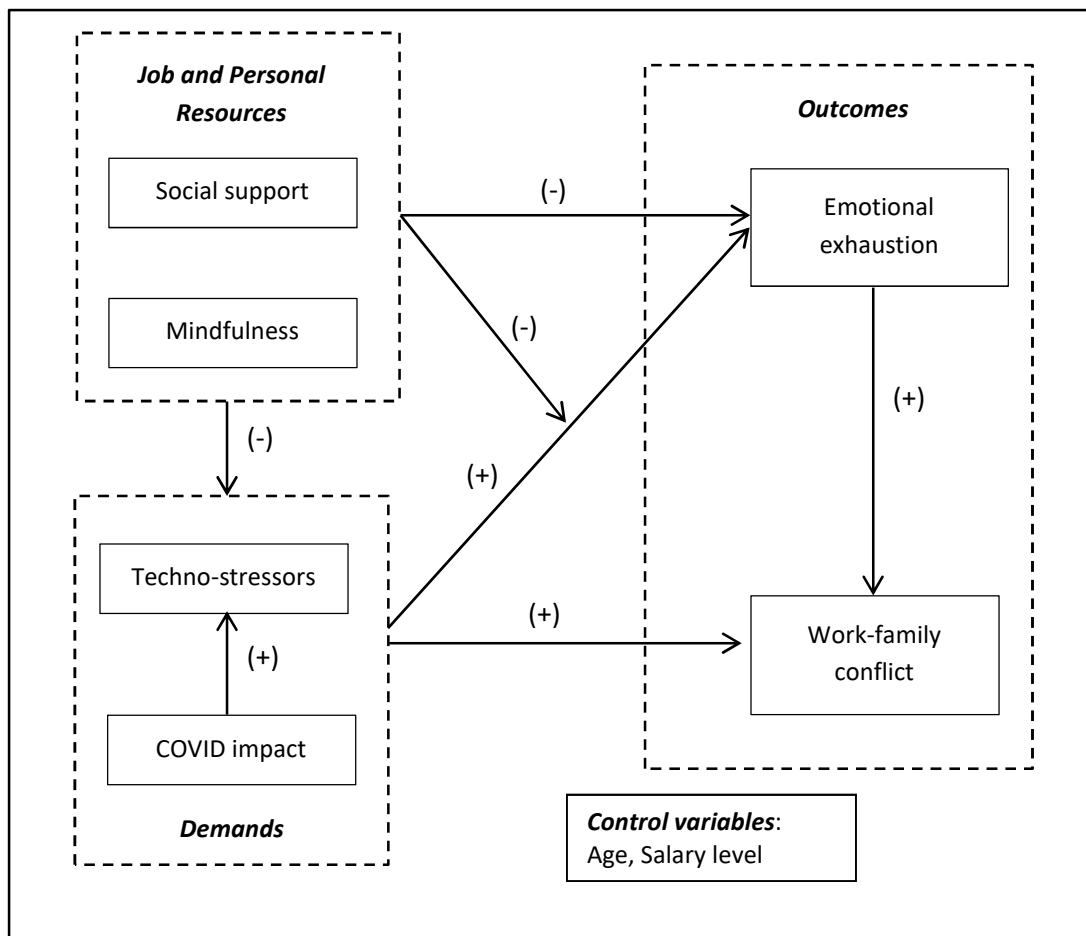 Job and Personal
Resources
Social support
Mindfulness
(-)
Outcomes
Emotional
exhaustion
(-)
(-)
(+)
(+)
Techno-stressors
(+)
COVID impact
Demands
(+)
Work-family
conflict
Control variables:
Age, Salary level